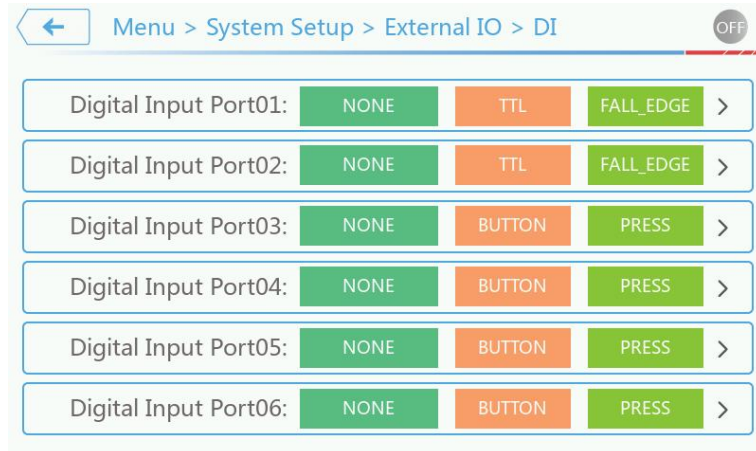 Menu > System Setup > External IO > DI OFF
Digital Input Port01: NONE TTL FALL_EDGE >
Digital Input Port02: NONE TTL FALL_EDGE >
Digital Input Port03: NONE BUTTON PRESS >
Digital Input Port04: NONE BUTTON PRESS >
Digital Input Port05: NONE BUTTON PRESS >
Digital Input Port06: NONE BUTTON PRESS >